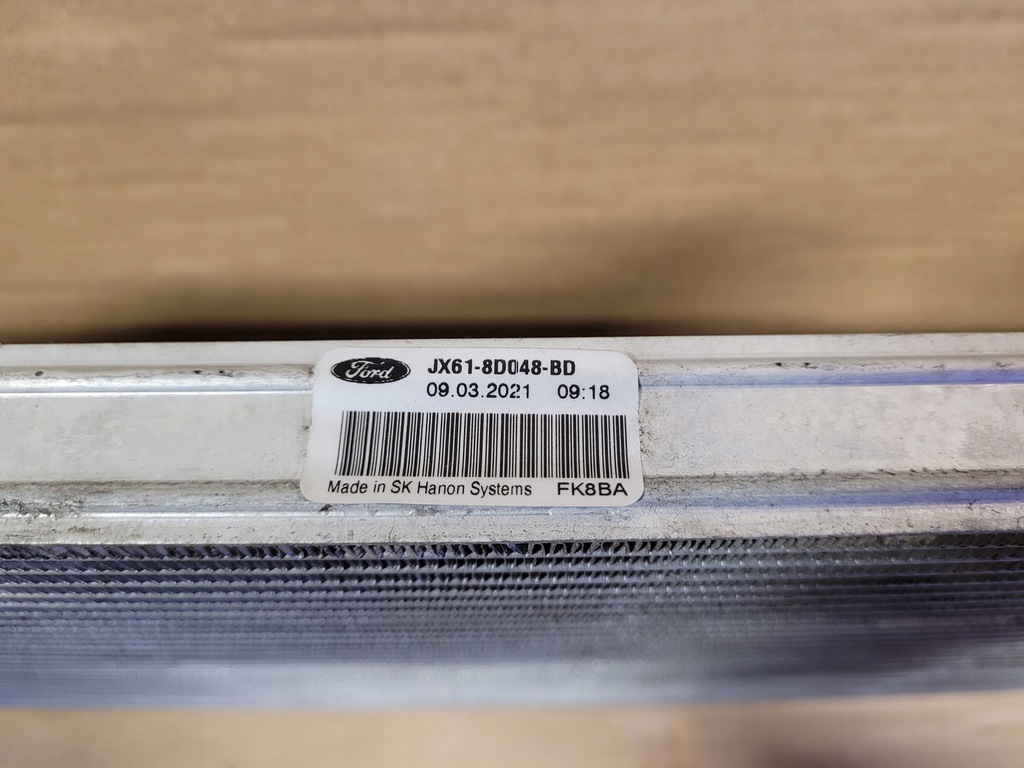 Ford JX61-8D048-BD
09.03.2021 09:18
Made in SK Hanon Systems FK8BA